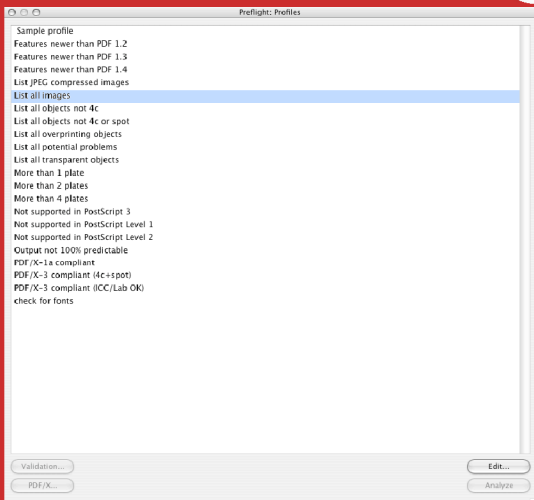 Preflight: Profiles
Sample profile
Features newer than PDF 1.2
Features newer than PDF 1.3
Features newer than PDF 1.4
List JPEG compressed images
List all images
List all objects not 4c
List all objects not 4c or spot
List all overprinting objects
List all potential problems
List all transparent objects
More than 1 plate
More than 2 plates
More than 4 plates
Not supported in PostScript 3
Not supported in PostScript Level 1
Not supported in PostScript Level 2
Output not 100% predictable
PDF/X-1a compliant
PDF/X-3 compliant (4c+spot)
PDF/X-3 compliant (ICC/Lab OK)
check for fonts
Validation... Edit...
PDF/X... Analyze